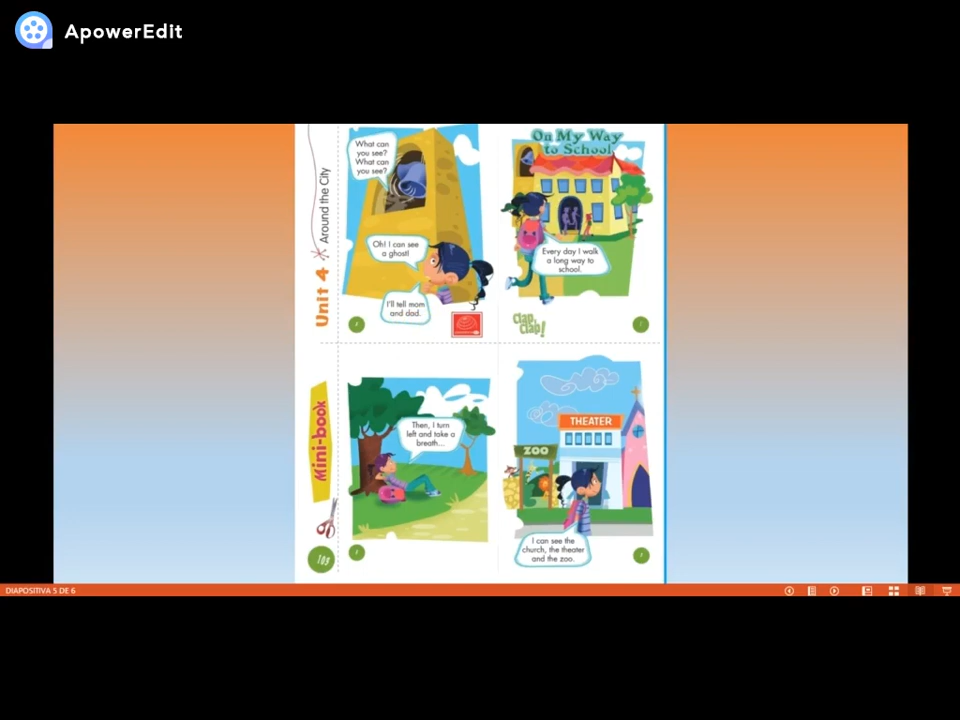 ApowerEdit
Unit 4 Around the City
What can
you see?
What can
you see?
Oh! I can see
a ghost!
I'll tell mom
and dad.
On My Way
to School
Every day I walk
a long way to
school.
Clap,
clap!
Mini-book
Then, I turn
left and take a
breath...
THEATER
ZOO
I can see the
church, the theater
and the zoo.
109
DIAPOSITIVA 5 DE 6